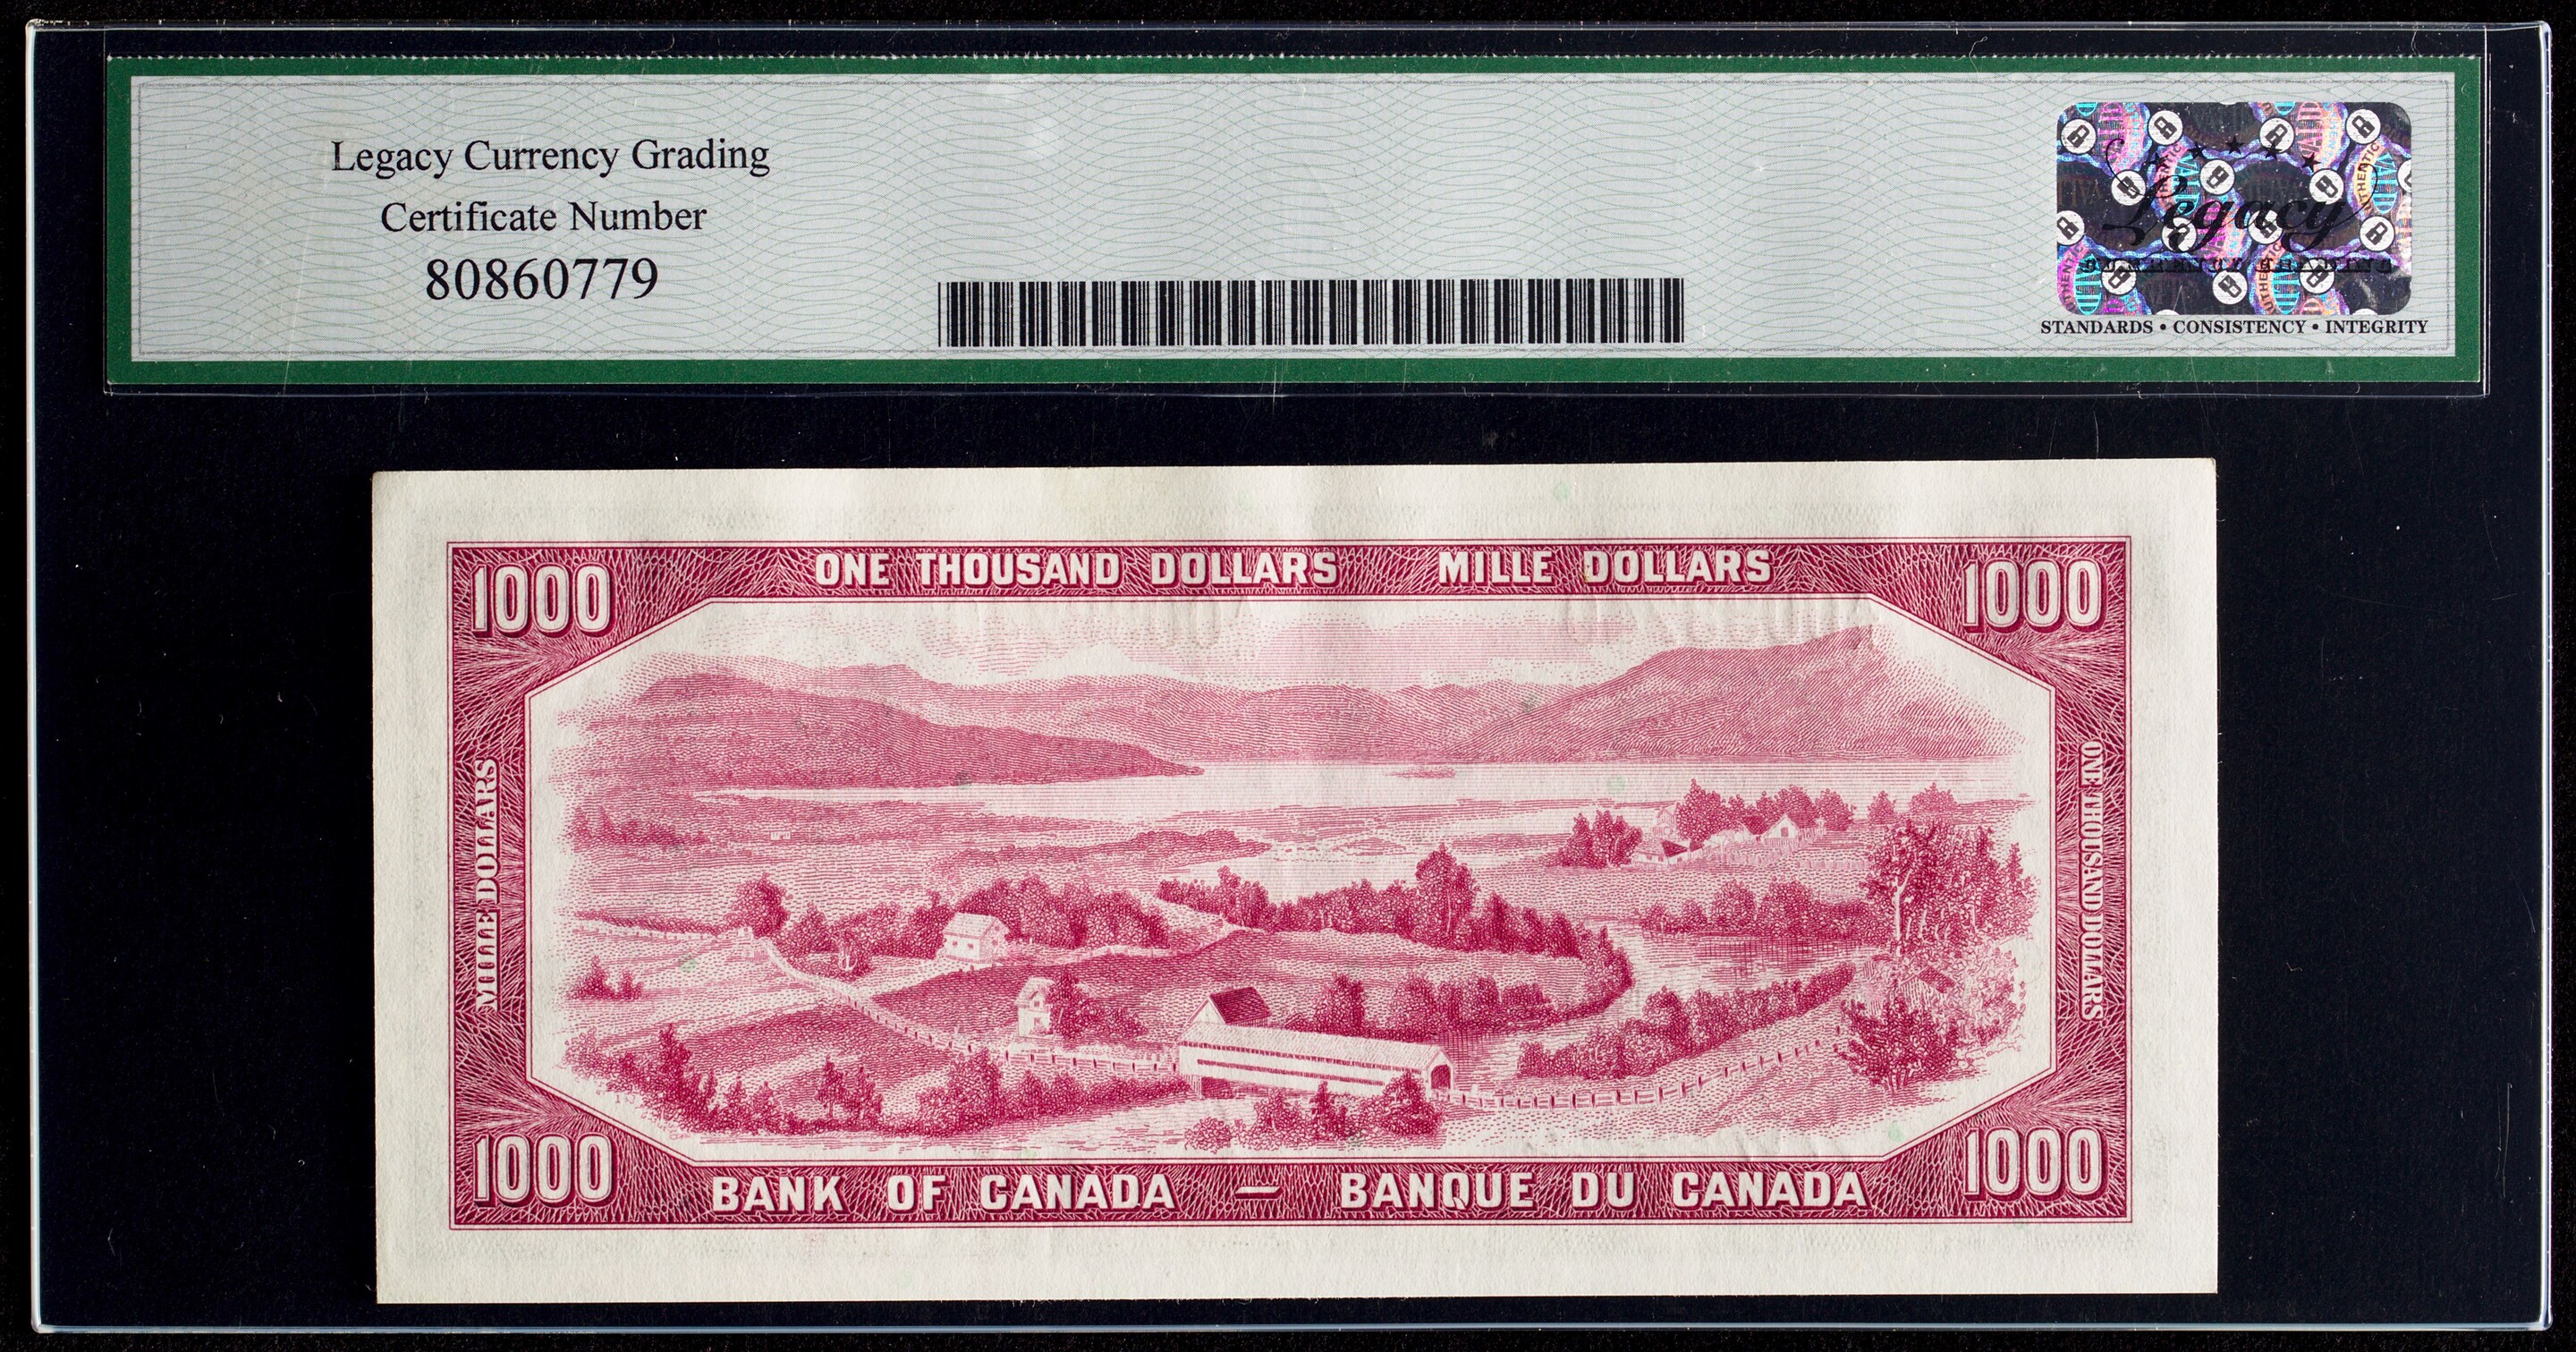 Legacy Currency Grading
Certificate Number
80860779
Legacy
STANDARDS • CONSISTENCY • INTEGRITY
1000
ONE THOUSAND DOLLARS MILLE DOLLARS
1000
MILLE DOLLARS
ONE THOUSAND DOLLARS
1000
BANK OF CANADA — BANQUE DU CANADA
1000